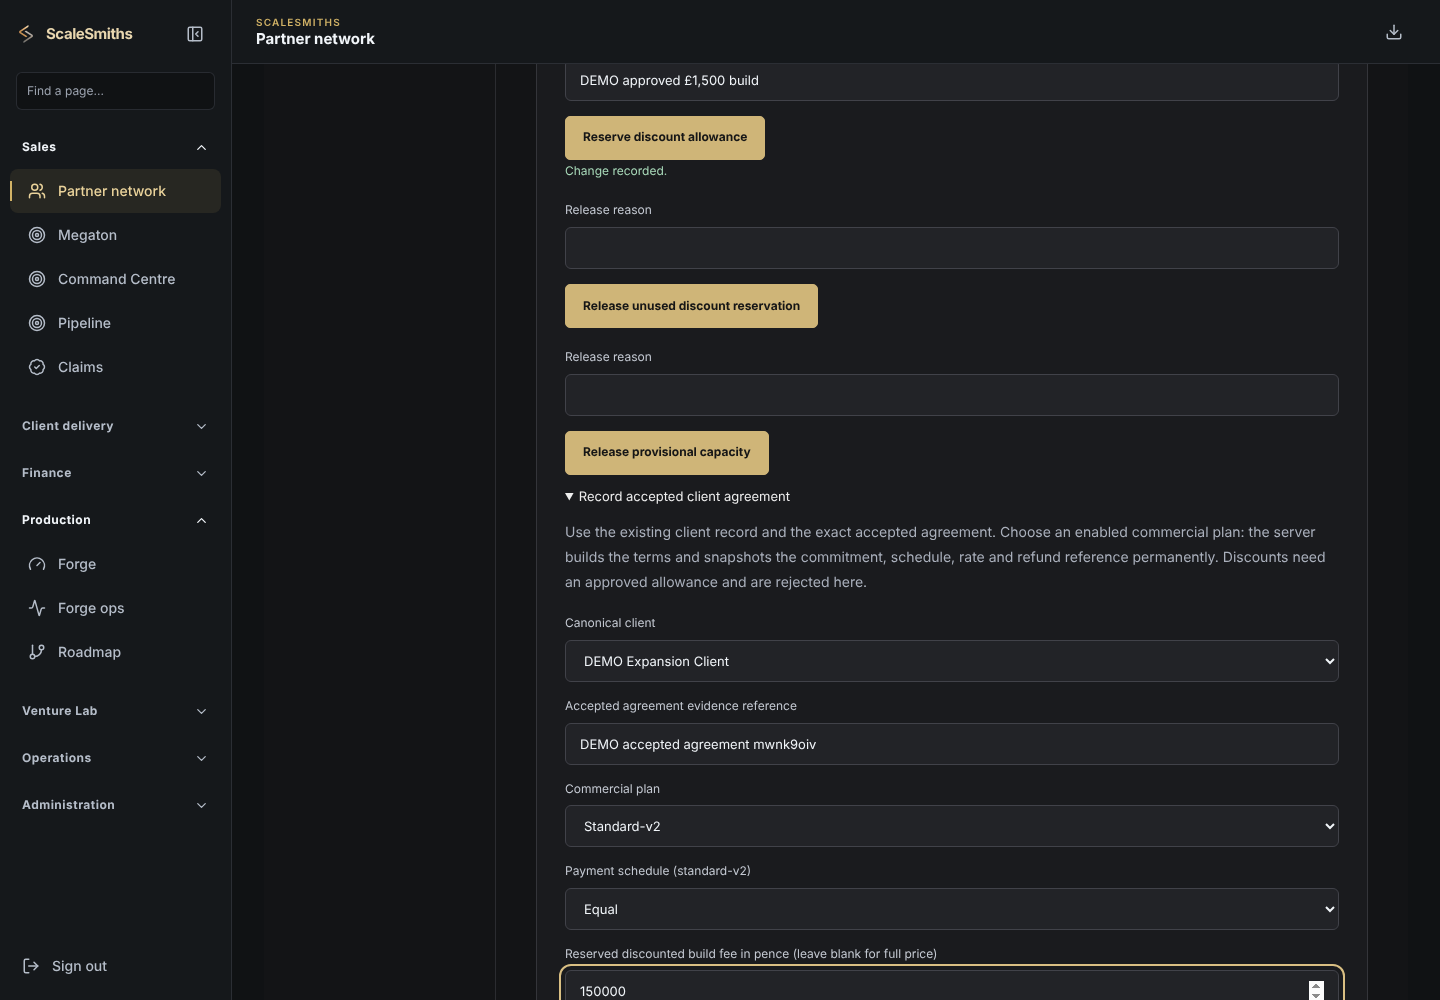 ScaleSmiths
Find a page...
Sales
Partner network
Megaton
Command Centre
Pipeline
Claims
Client delivery
Finance
Production
Forge
Forge ops
Roadmap
Venture Lab
Operations
Administration
Sign out
SCALESMITHS
Partner network
DEMO approved £1,500 build
Reserve discount allowance
Change recorded.
Release reason
Release unused discount reservation
Release reason
Release provisional capacity
Record accepted client agreement
Use the existing client record and the exact accepted agreement. Choose an enabled commercial plan: the server
builds the terms and snapshots the commitment, schedule, rate and refund reference permanently. Discounts need
an approved allowance and are rejected here.
Canonical client
DEMO Expansion Client
Accepted agreement evidence reference
DEMO accepted agreement mwnk9oiv
Commercial plan
Standard-v2
Payment schedule (standard-v2)
Equal
Reserved discounted build fee in pence (leave blank for full price)
150000